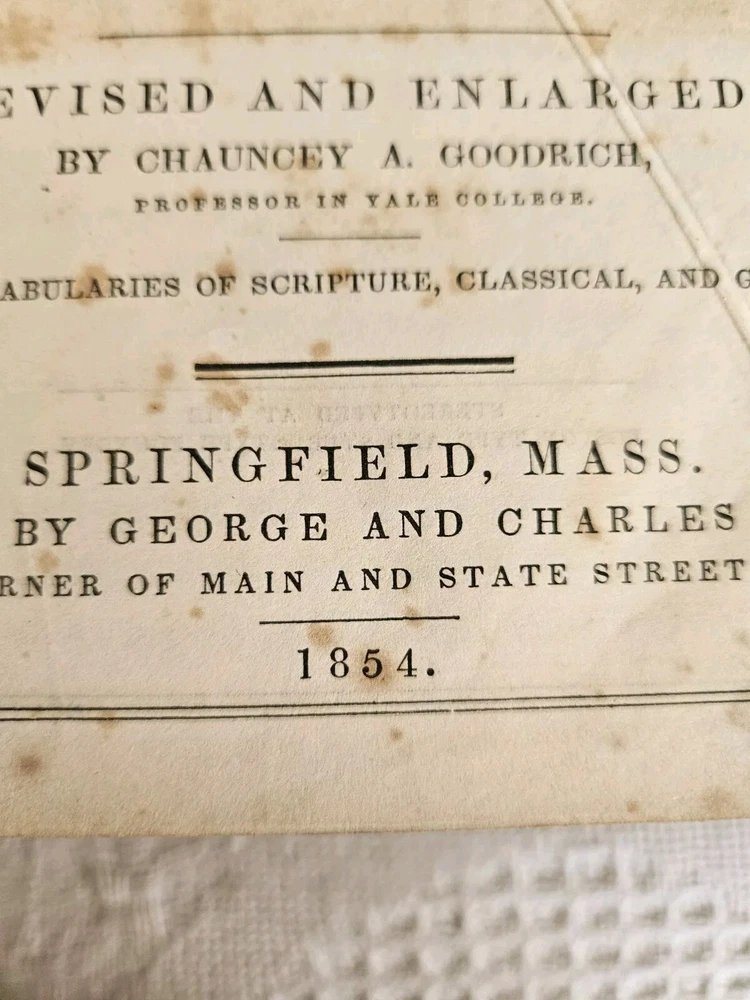 EVISED AND ENLARGED
BY CHAUNCEY A. GOODRICH,
PROFESSOR IN YALE COLLEGE.
ABULARIES OF SCRIPTURE, CLASSICAL, AND G
SPRINGFIELD, MASS.
BY GEORGE AND CHARLES
RNER OF MAIN AND STATE STREET
1854.